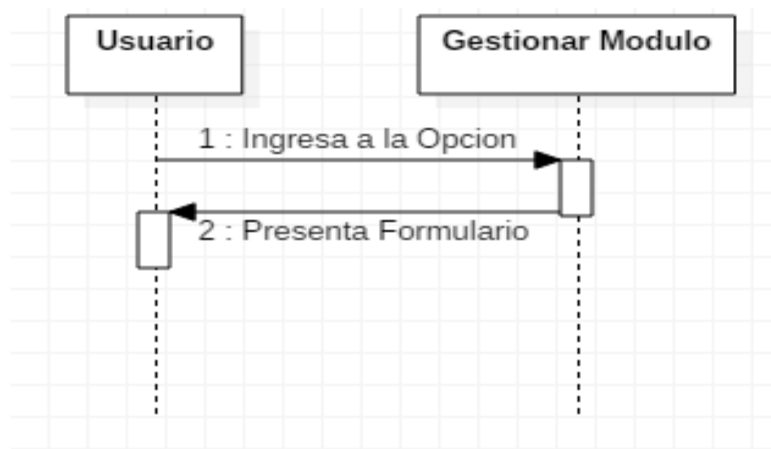 Usuario
Gestionar Modulo
1 : Ingresa a la Opcion
2 : Presenta Formulario